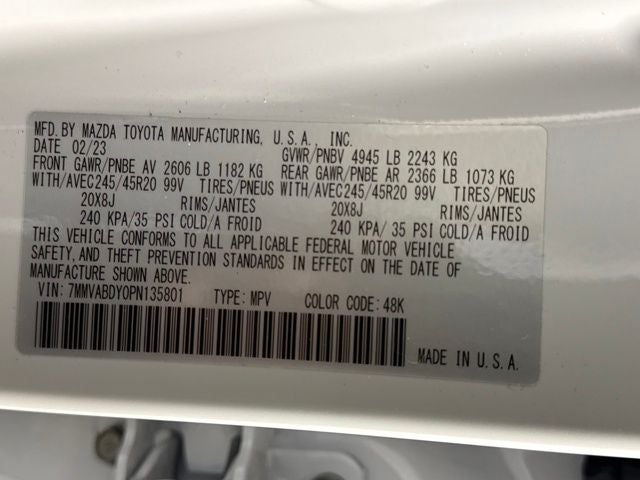 MFD.BY MAZDA TOYOTA MANUFACTURING, U.S.A., INC.
DATE 02/23 GVWR/PNBV 4945 LB 2243 KG
FRONT GAWR/PNBE AV 2606 LB 1182 KG REAR GAWR/PNBE AR 2366 LB 1073 KG
WITH/AVEC245/45R20 99V TIRES/PNEUS WITH/AVEC245/45R20 99V TIRES/PNEUS
20X8J RIMS/JANTES 20X8J RIMS/JANTES
240 KPA/35 PSI COLD/A FROID 240 KPA/ 35 PSI COLD/A FROID
THIS VEHICLE CONFORMS TO ALL APPLICABLE FEDERAL MOTOR VEHICLE
SAFETY, AND THEFT PREVENTION STANDARDS IN EFFECT ON THE DATE OF
MANUFACTURE SHOWN ABOVE.
VIN: 7MMVABDY0PN135801 TYPE: MPV COLOR CODE: 48K
MADE IN U.S.A.